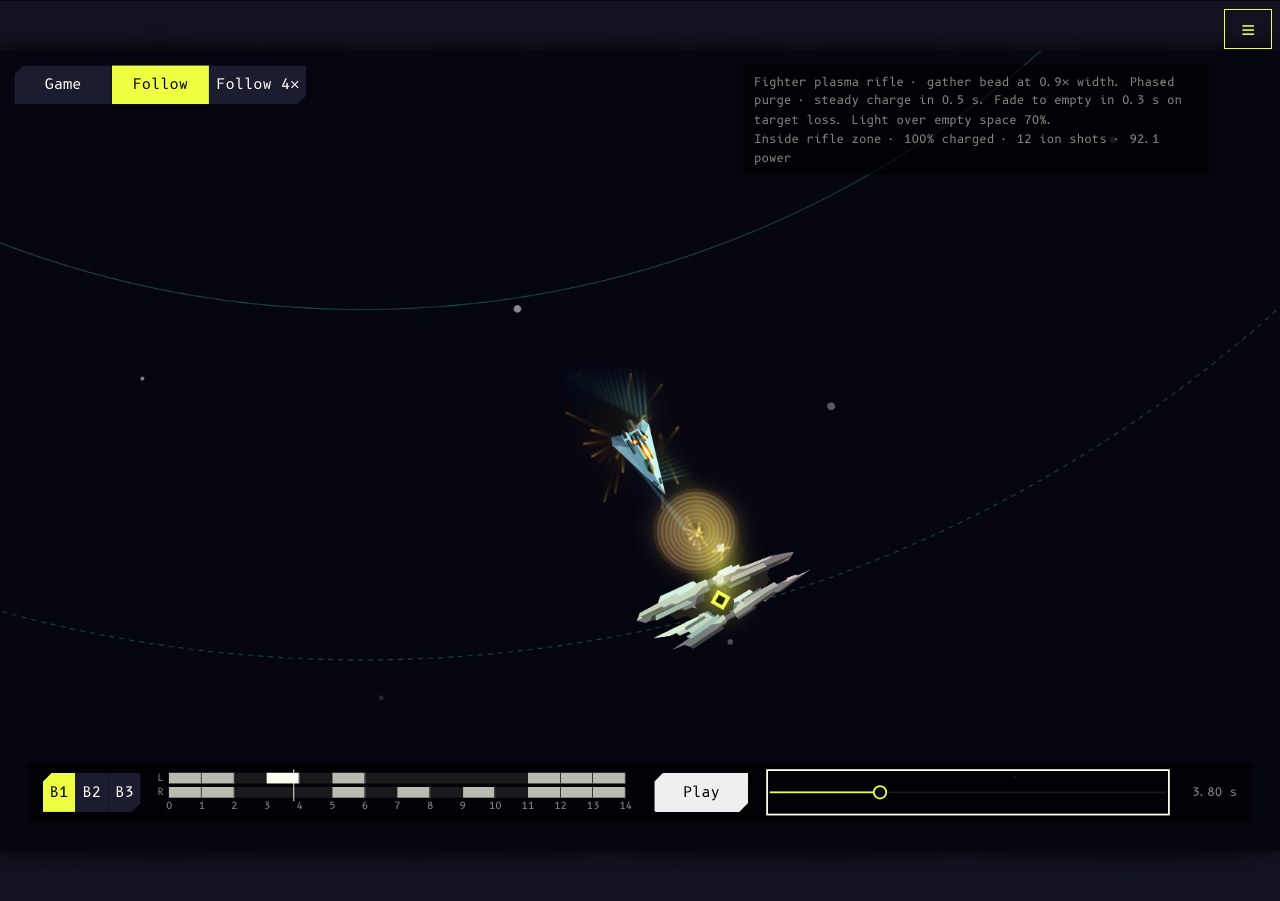 ≡
Game Follow Follow 4×
Fighter plasma rifle · gather bead at 0.9× width. Phased
purge · steady charge in 0.5 s. Fade to empty in 0.3 s on
target loss. Light over empty space 70%.
Inside rifle zone · 100% charged · 12 ion shots · 92.1
power
B1 B2 B3
L
R
0 1 2 3 4 5 6 7 8 9 10 11 12 13 14
Play
3.80 s